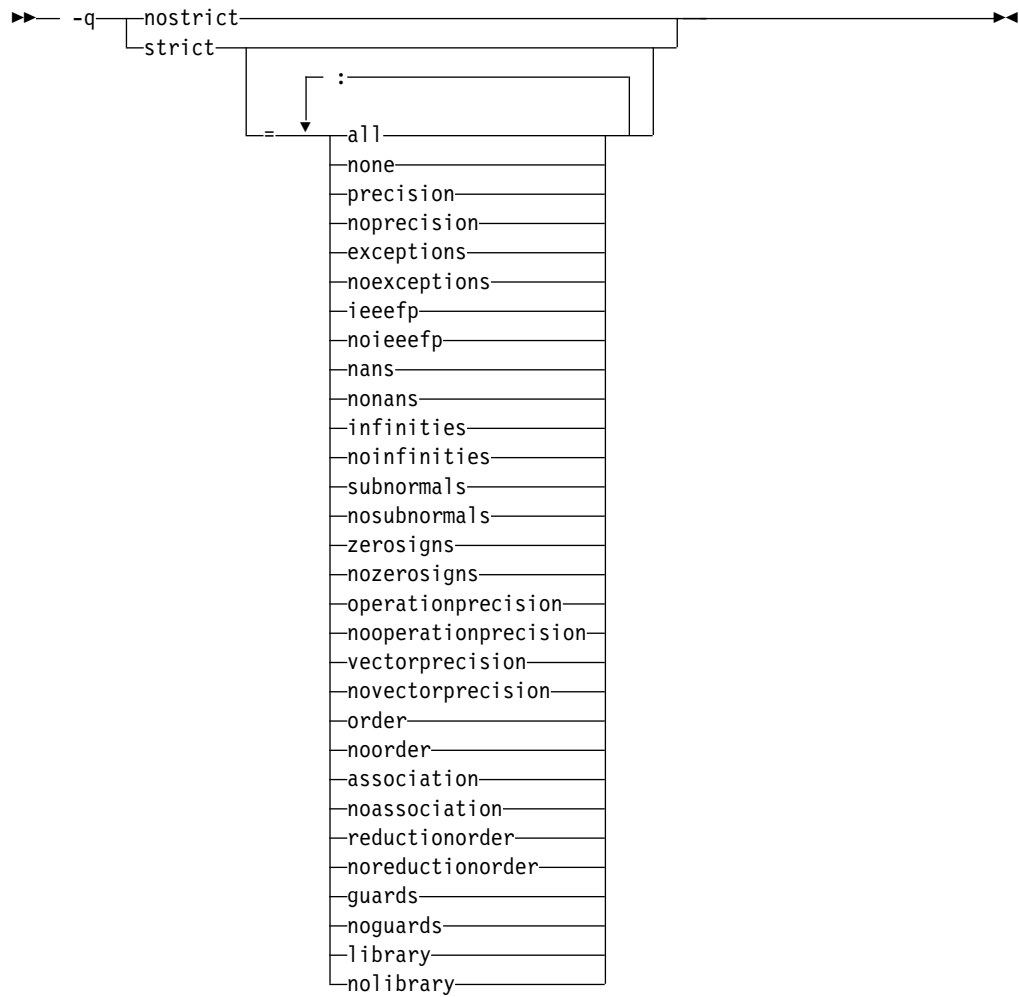 -q nostrict
strict
:
= all
none
precision
noprecision
exceptions
noexceptions
ieeefp
noieeefp
nans
nonans
infinities
noinfinities
subnormals
nosubnormals
zerosigns
nozerosigns
operationprecision
nooperationprecision
vectorprecision
novectorprecision
order
noorder
association
noassociation
reductionorder
noreductionorder
guards
noguards
library
nolibrary